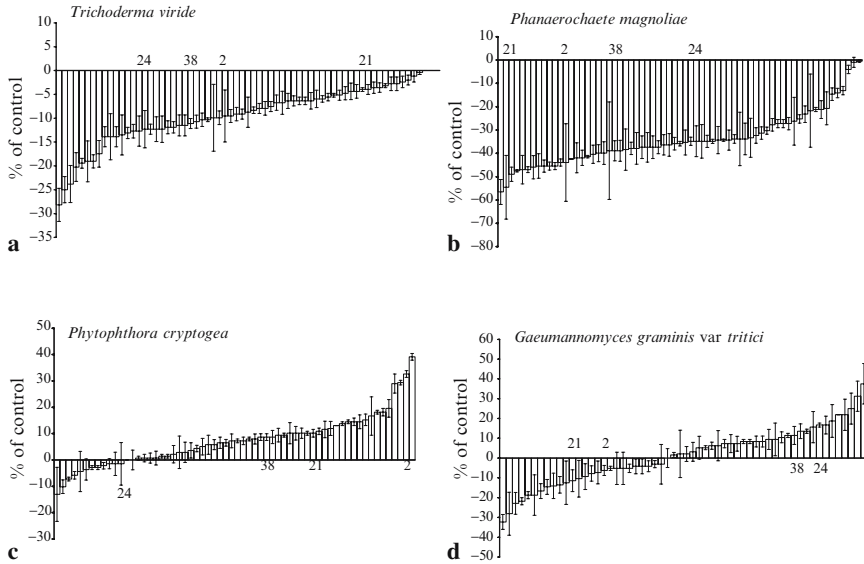 Trichoderma viride
10
5
0
−5
−10
−15
−20
−25
−30
−35
% of control
24 38 2 21
a
Phanaerochaete magnoliae
10
0
−10
−20
−30
−40
−50
−60
−70
−80
% of control
21 2 38 24
b
Phytophthora cryptogea
50
40
30
20
10
0
−10
−20
−30
% of control
24 38 21 2
c
Gaeumannomyces graminis var tritici
60
50
40
30
20
10
0
−10
−20
−30
−40
−50
% of control
21 2
38 24
d